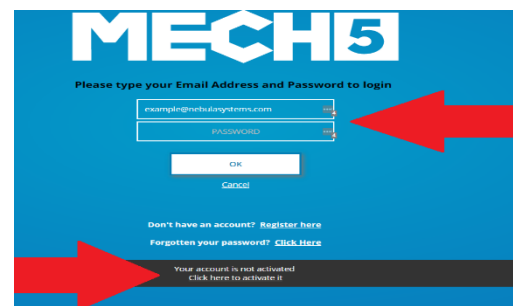 MECH5
Please type your Email Address and Password to login
example@nebulasystems.com
PASSWORD
OK
Cancel
Don't have an account? Register here
Forgotten your password? Click Here
Your account is not activated
Click here to activate it